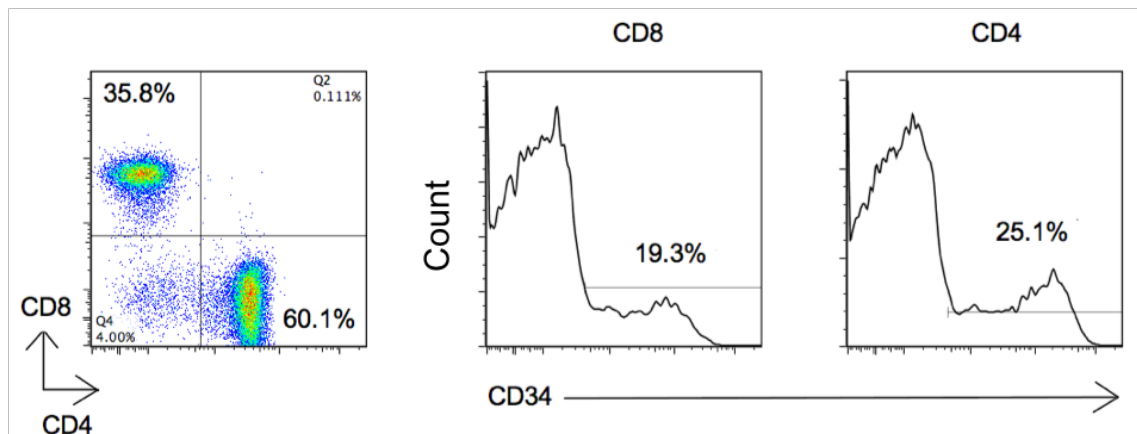 CD8
CD4
35.8%
Q2
0.111%
Count
19.3%
25.1%
CD8
Q4
4.00%
60.1%
CD4
CD34